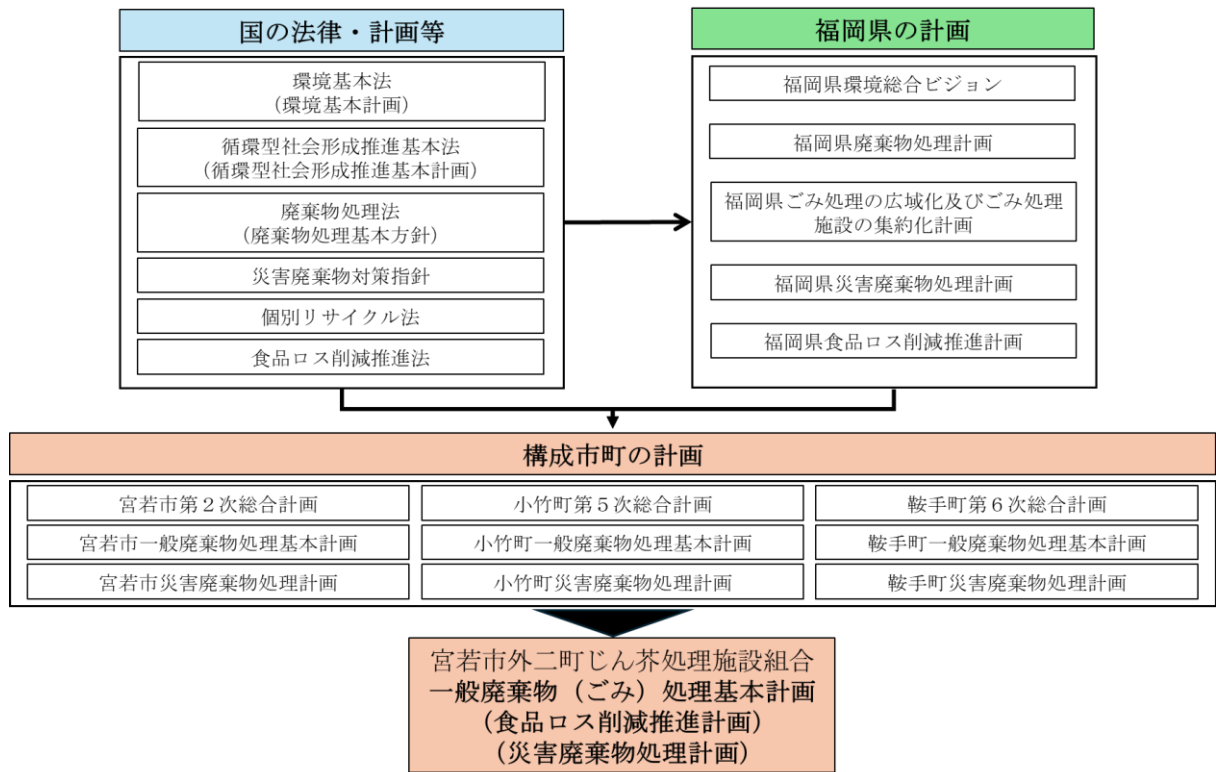 国の法律・計画等
環境基本法
(環境基本計画)
循環型社会形成推進基本法
(循環型社会形成推進基本計画)
廃棄物処理法
(廃棄物処理基本方針)
災害廃棄物対策指針
個別リサイクル法
食品ロス削減推進法
福岡県の計画
福岡県環境総合ビジョン
福岡県廃棄物処理計画
福岡県ごみ処理の広域化及びごみ処理
施設の集約化計画
福岡県災害廃棄物処理計画
福岡県食品ロス削減推進計画
構成市町の計画
宮若市第2次総合計画
小竹町第5次総合計画
鞍手町第6次総合計画
宮若市一般廃棄物処理基本計画
小竹町一般廃棄物処理基本計画
鞍手町一般廃棄物処理基本計画
宮若市災害廃棄物処理計画
小竹町災害廃棄物処理計画
鞍手町災害廃棄物処理計画
宮若市外二町じん芥処理施設組合
一般廃棄物（ごみ）処理基本計画
(食品ロス削減推進計画)
(災害廃棄物処理計画)